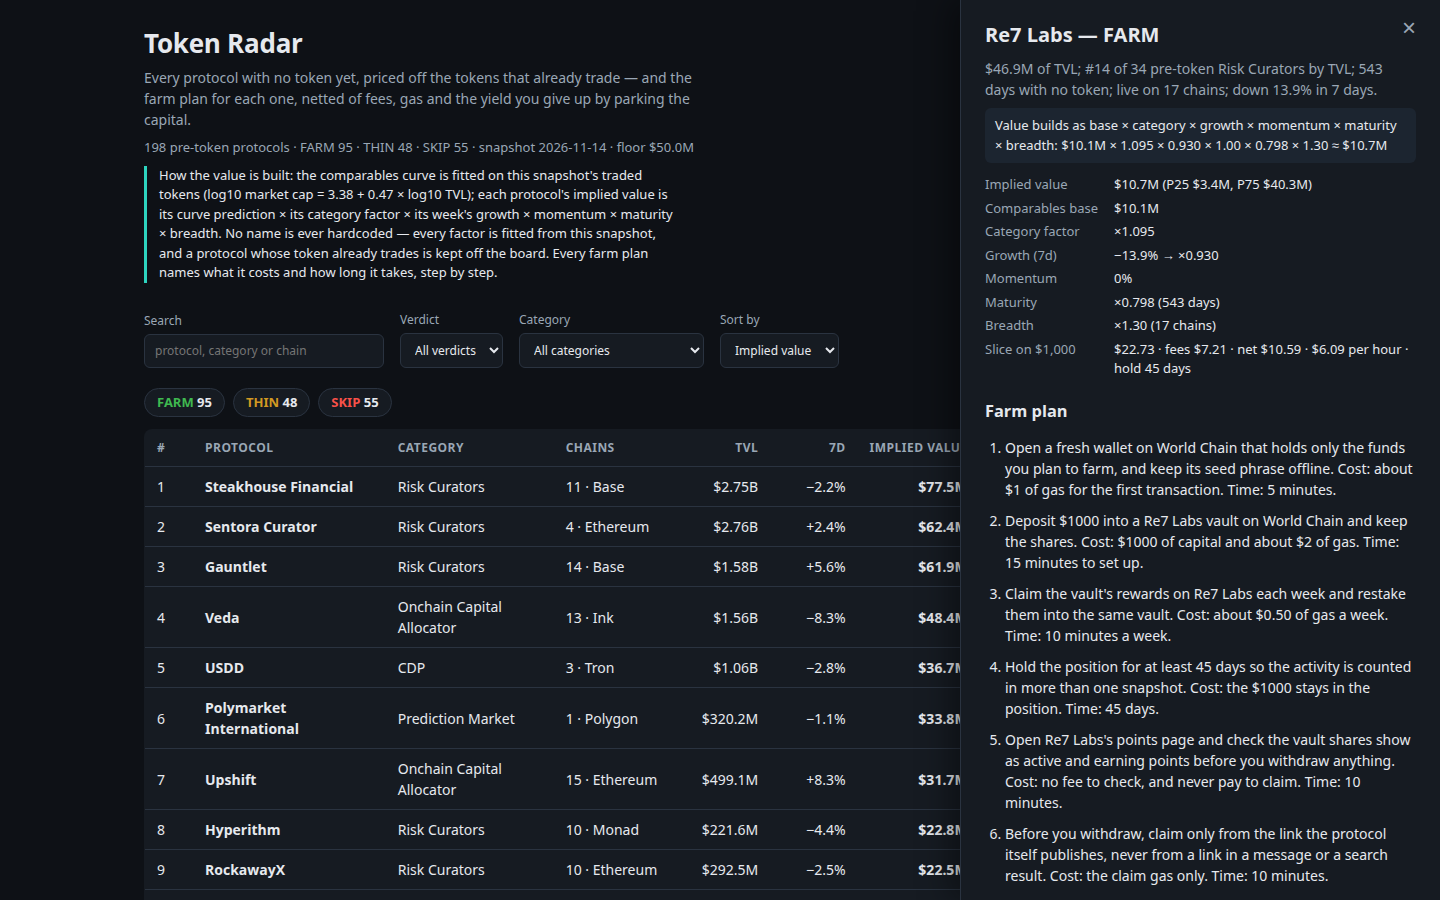 Token Radar
Every protocol with no token yet, priced off the tokens that already trade — and the
farm plan for each one, netted of fees, gas and the yield you give up by parking the
capital.
198 pre-token protocols · FARM 95 · THIN 48 · SKIP 55 · snapshot 2026-11-14 · floor $50.0M
How the value is built: the comparables curve is fitted on this snapshot's traded
tokens (log10 market cap = 3.38 + 0.47 × log10 TVL); each protocol's implied value is
its curve prediction × its category factor × its week's growth × momentum × maturity
× breadth. No name is ever hardcoded — every factor is fitted from this snapshot,
and a protocol whose token already trades is kept off the board. Every farm plan
names what it costs and how long it takes, step by step.
Search
Verdict
Category
Sort by
protocol, category or chain
All verdicts
All categories
Implied value
FARM 95
THIN 48
SKIP 55
# PROTOCOL CATEGORY CHAINS TVL 7D IMPLIED VALU
1 Steakhouse Financial Risk Curators 11 · Base $2.75B −2.2% $77.5M
2 Sentora Curator Risk Curators 4 · Ethereum $2.76B +2.4% $62.4M
3 Gauntlet Risk Curators 14 · Base $1.58B +5.6% $61.9M
4 Veda Onchain Capital Allocator 13 · Ink $1.56B −8.3% $48.4M
5 USDD CDP 3 · Tron $1.06B −2.8% $36.7M
6 Polymarket International Prediction Market 1 · Polygon $320.2M −1.1% $33.8M
7 Upshift Onchain Capital Allocator 15 · Ethereum $499.1M +8.3% $31.7M
8 Hyperithm Risk Curators 10 · Monad $221.6M −4.4% $22.8M
9 RockawayX Risk Curators 10 · Ethereum $292.5M −2.5% $22.5M
Re7 Labs — FARM
×
$46.9M of TVL; #14 of 34 pre-token Risk Curators by TVL; 543
days with no token; live on 17 chains; down 13.9% in 7 days.
Value builds as base × category × growth × momentum × maturity
× breadth: $10.1M × 1.095 × 0.930 × 1.00 × 0.798 × 1.30 ≈ $10.7M
Implied value $10.7M (P25 $3.4M, P75 $40.3M)
Comparables base $10.1M
Category factor ×1.095
Growth (7d) −13.9% → ×0.930
Momentum 0%
Maturity ×0.798 (543 days)
Breadth ×1.30 (17 chains)
Slice on $1,000 $22.73 · fees $7.21 · net $10.59 · $6.09 per hour ·
hold 45 days
Farm plan
1. Open a fresh wallet on World Chain that holds only the funds
you plan to farm, and keep its seed phrase offline. Cost: about
$1 of gas for the first transaction. Time: 5 minutes.
2. Deposit $1000 into a Re7 Labs vault on World Chain and keep
the shares. Cost: $1000 of capital and about $2 of gas. Time:
15 minutes to set up.
3. Claim the vault's rewards on Re7 Labs each week and restake
them into the same vault. Cost: about $0.50 of gas a week.
Time: 10 minutes a week.
4. Hold the position for at least 45 days so the activity is counted
in more than one snapshot. Cost: the $1000 stays in the
position. Time: 45 days.
5. Open Re7 Labs's points page and check the vault shares show
as active and earning points before you withdraw anything.
Cost: no fee to check, and never pay to claim. Time: 10
minutes.
6. Before you withdraw, claim only from the link the protocol
itself publishes, never from a link in a message or a search
result. Cost: the claim gas only. Time: 10 minutes.